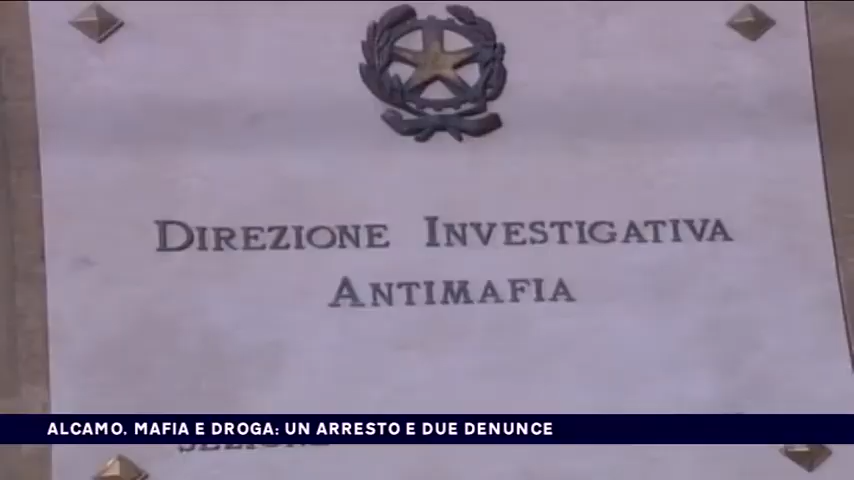 DIREZIONE INVESTIGATIVA
ANTIMAFIA
ALCAMO. MAFIA E DROGA: UN ARRESTO E DUE DENUNCE